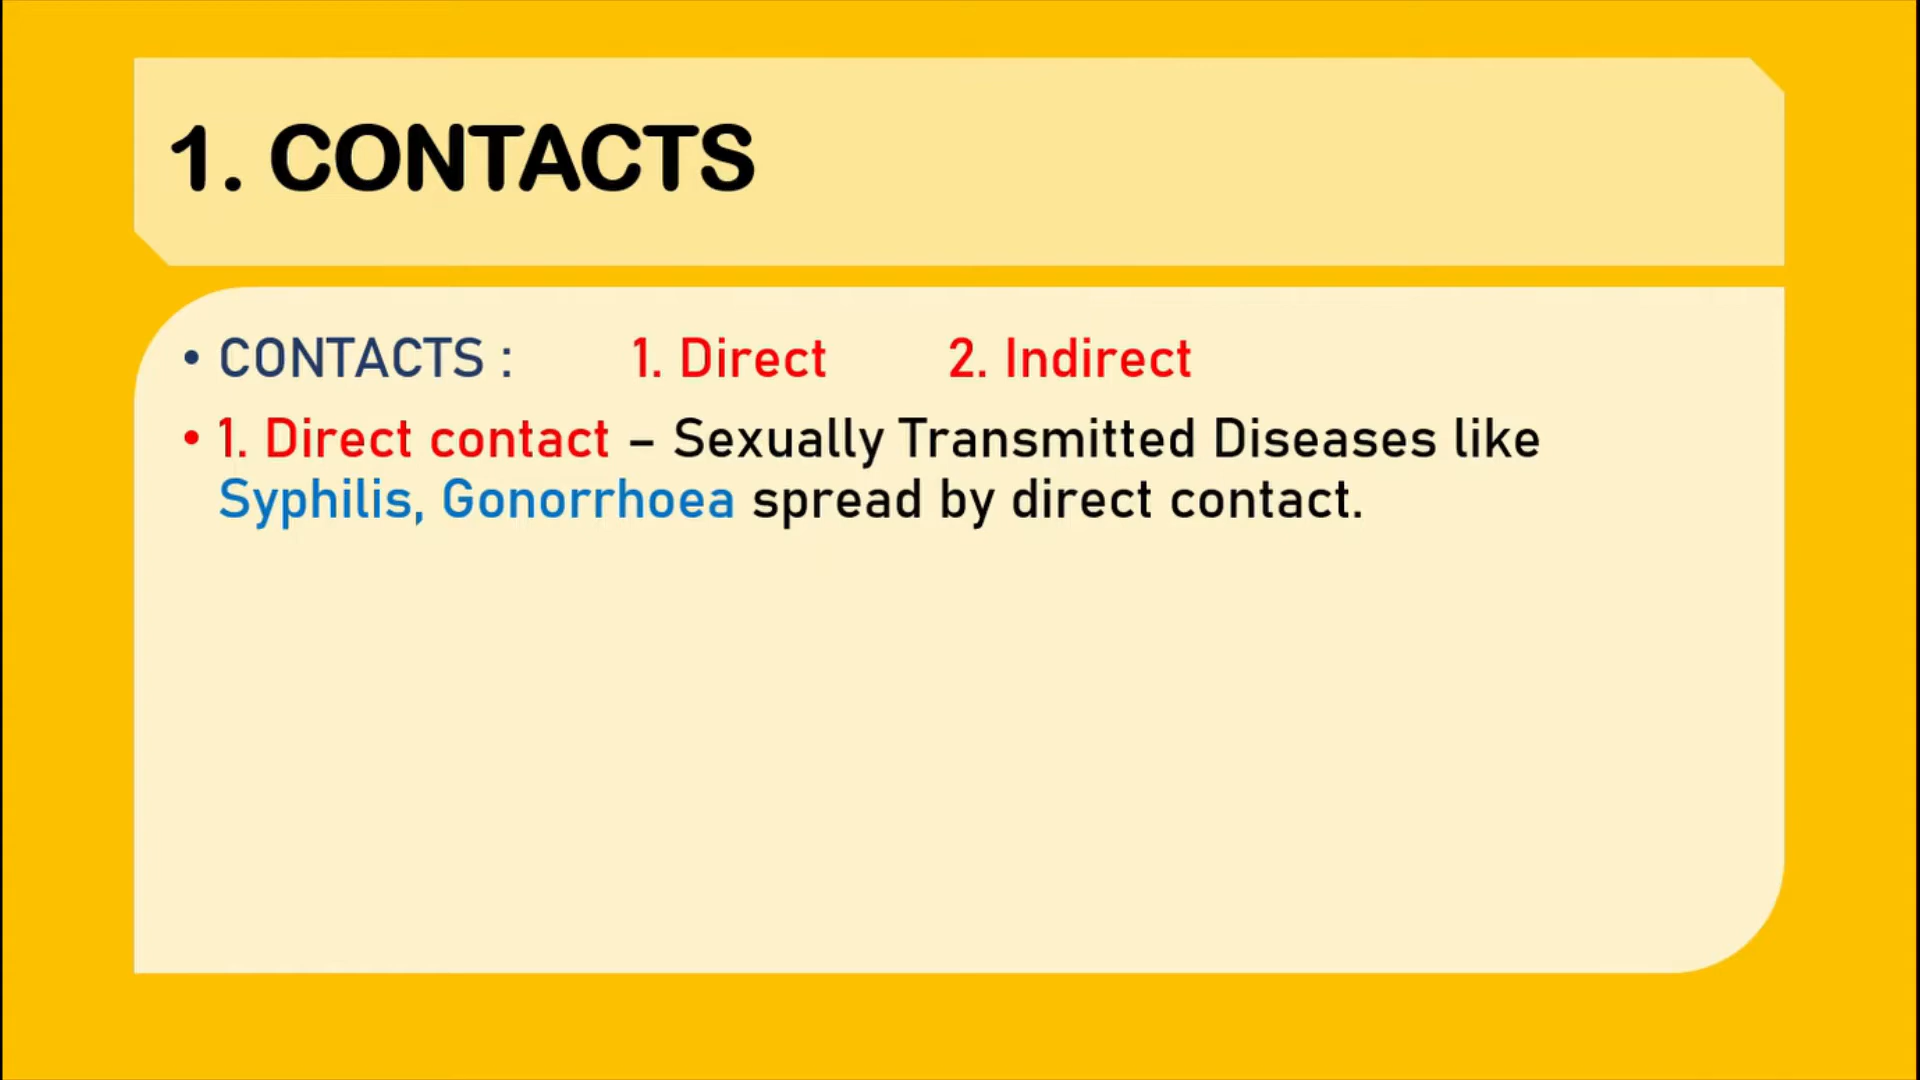 1. CONTACTS
• CONTACTS : 1. Direct 2. Indirect
• 1. Direct contact – Sexually Transmitted Diseases like
Syphilis, Gonorrhoea spread by direct contact.